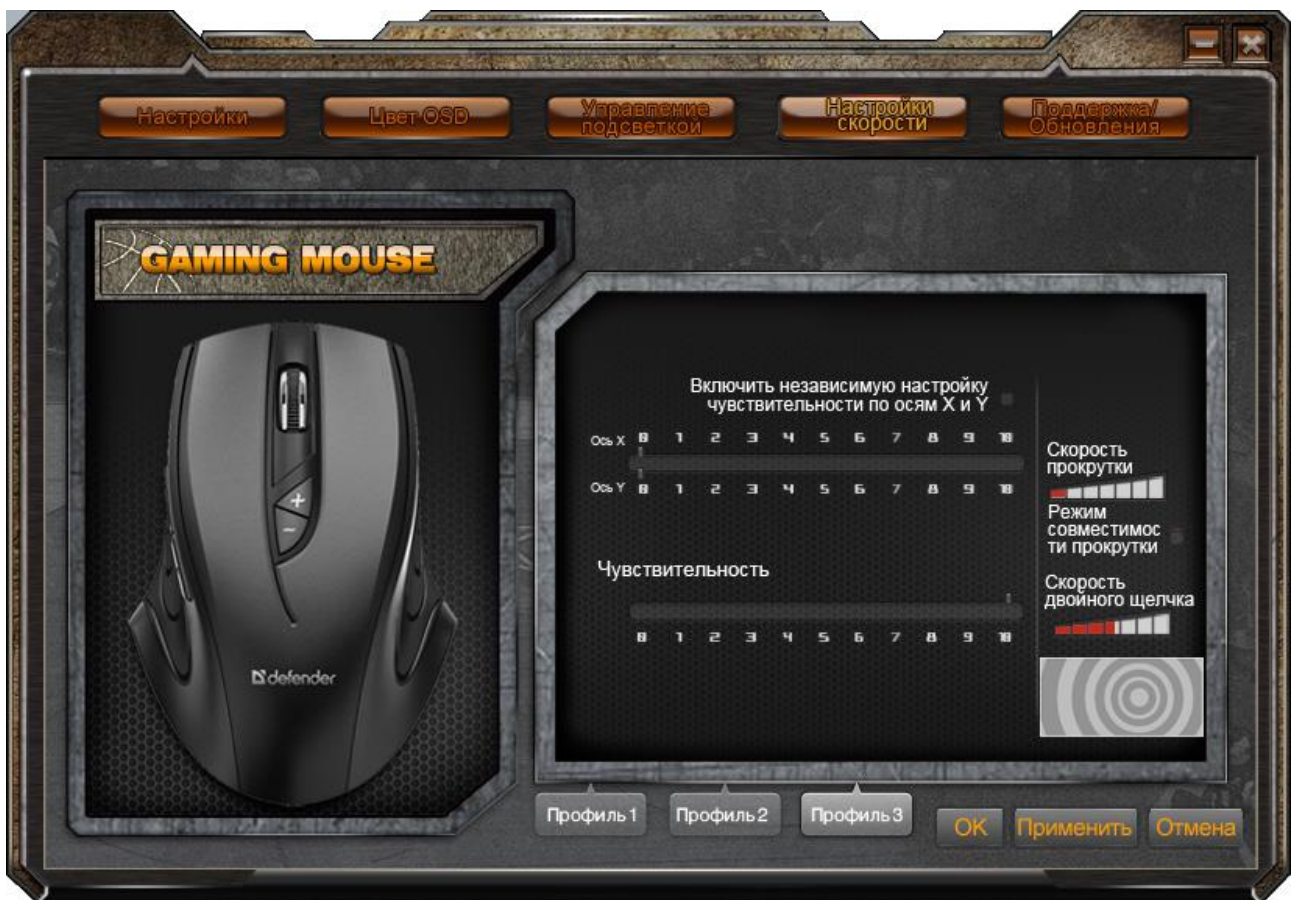 Настройки
Цвет OSD
Управление
подсветкой
Настройки
скорости
Поддержка/
Обновления
GAMING MOUSE
Включить независимую настройку
чувствительности по осям X и Y
Ось X 0 1 2 3 4 5 6 7 8 9 10
Ось Y 0 1 2 3 4 5 6 7 8 9 10
Чувствительность
0 1 2 3 4 5 6 7 8 9 10
Скорость
прокрутки
Режим
совместимос
ти прокрутки
Скорость
двойного щелчка
+
-
defender
Профиль 1
Профиль 2
Профиль 3
OK
Применить
Отмена